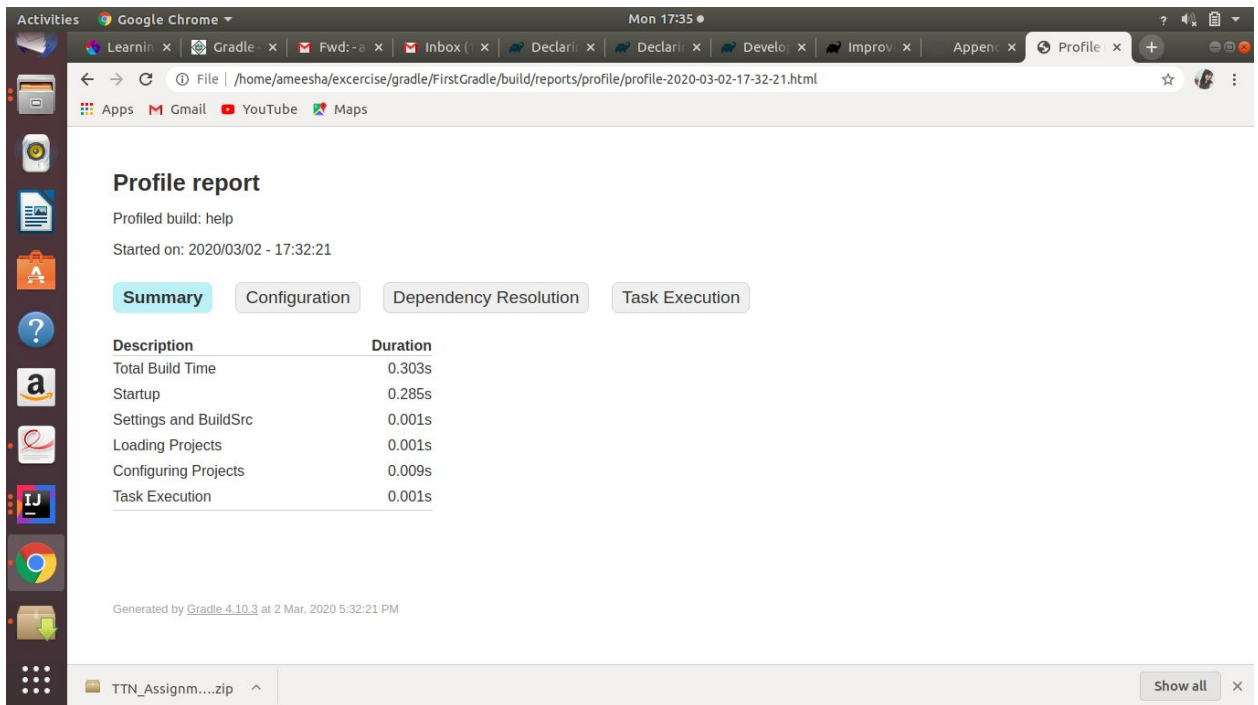 Activities Google Chrome Mon 17:35
Learnin Gradle Fwd: - a Inbox ( Declarin Declarin Develop Improv Append Profile
File /home/ameesha/excercise/gradle/FirstGradle/build/reports/profile/profile-2020-03-02-17-32-21.html
Apps Gmail YouTube Maps
Profile report
Profiled build: help
Started on: 2020/03/02 - 17:32:21
Summary Configuration Dependency Resolution Task Execution
Description Duration
Total Build Time 0.303s
Startup 0.285s
Settings and BuildSrc 0.001s
Loading Projects 0.001s
Configuring Projects 0.009s
Task Execution 0.001s
Generated by Gradle 4.10.3 at 2 Mar, 2020 5:32:21 PM
TTN_Assignm....zip Show all